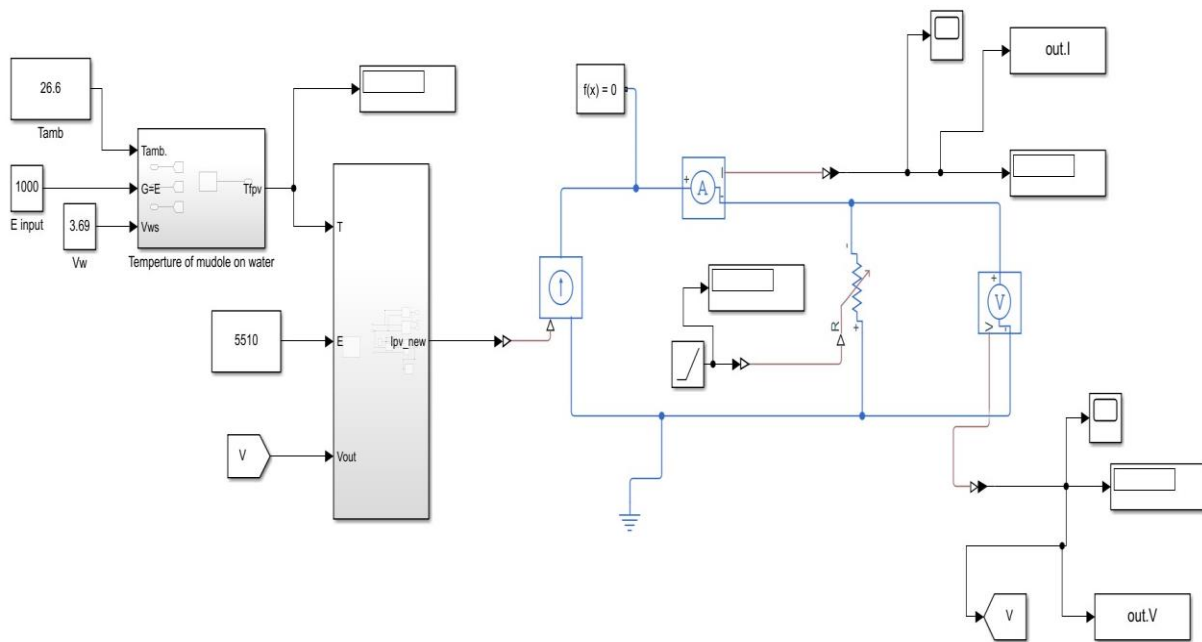 26.6
Tamb
1000
E input
3.69
Vw
Tamb.
G=E
Vws
Tfpv
Temperture of mudole on water
5510
V
T
E
Vout
Ipv_new
f(x) = 0
+
A
I
-
out.I
-
R
+
+
V
V
-
V
out.V